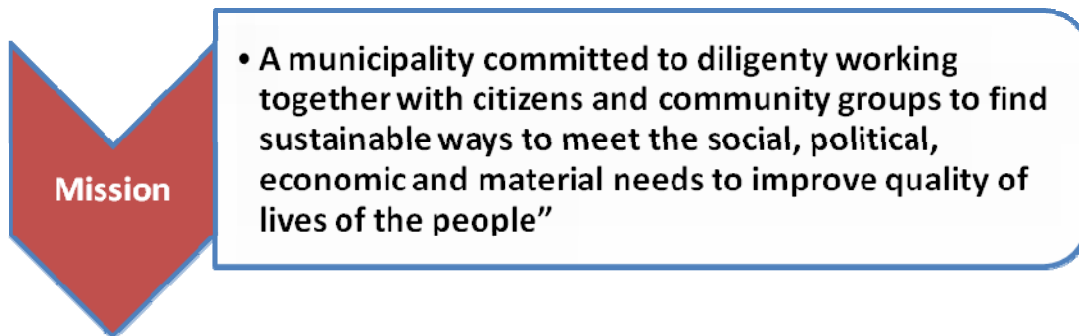 Mission
• A municipality committed to diligenty working
together with citizens and community groups to find
sustainable ways to meet the social, political,
economic and material needs to improve quality of
lives of the people”